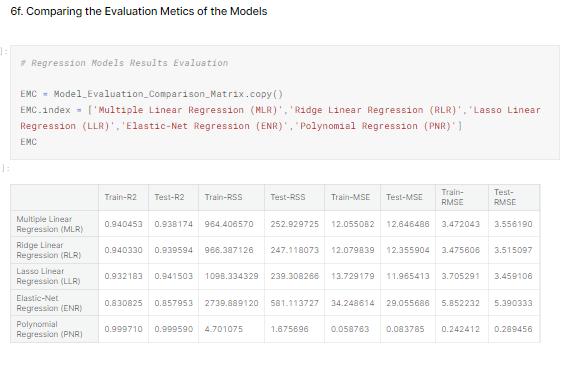 6f. Comparing the Evaluation Metics of the Models
]:
# Regression Models Results Evaluation
EMC = Model_Evaluation_Comparison_Matrix.copy()
EMC.index = ['Multiple Linear Regression (MLR)','Ridge Linear Regression (RLR)','Lasso Linear
Regression (LLR)','Elastic-Net Regression (ENR)','Polynomial Regression (PNR)']
EMC
]:
Train-R2 Test-R2 Train-RSS Test-RSS Train-MSE Test-MSE Train-RMSE Test-RMSE
Multiple Linear Regression (MLR) 0.940453 0.938174 964.406570 252.929725 12.055082 12.646486 3.472043 3.556190
Ridge Linear Regression (RLR) 0.940330 0.939594 966.387126 247.118073 12.079839 12.355904 3.475606 3.515097
Lasso Linear Regression (LLR) 0.932183 0.941503 1098.334329 239.308266 13.729179 11.965413 3.705291 3.459106
Elastic-Net Regression (ENR) 0.830825 0.857953 2739.889120 581.113727 34.248614 29.055686 5.852232 5.390333
Polynomial Regression (PNR) 0.999710 0.999590 4.701075 1.675696 0.058763 0.083785 0.242412 0.289456